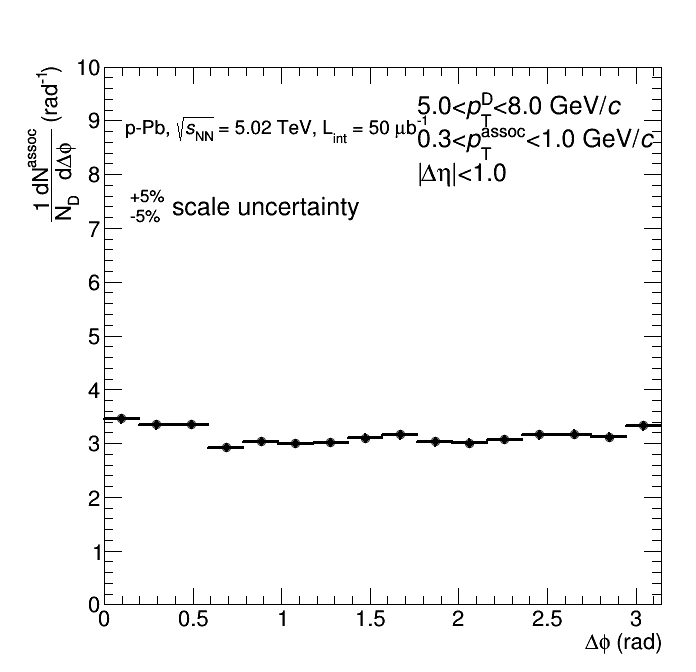 10
9
8
7
6
5
4
3
2
1
0
1 dN^assoc
N_D dΔϕ (rad⁻¹)
p-Pb, √s_NN = 5.02 TeV, L_int = 50 μb⁻¹
5.0<p_T^D<8.0 GeV/c
0.3<p_T^assoc<1.0 GeV/c
|Δη|<1.0
+5%
-5% scale uncertainty
0 0.5 1 1.5 2 2.5 3
Δϕ (rad)